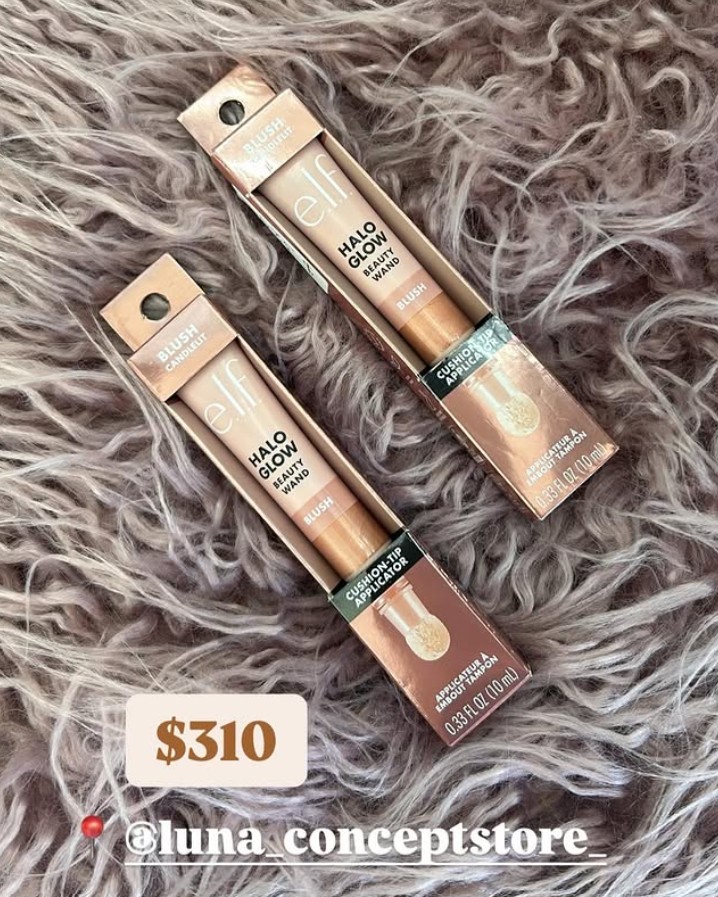 BLUSH
CANDLELIT
e.l.f.
HALO
GLOW
BEAUTY
WAND
BLUSH
CUSHION-TIP
APPLICATOR
APPLICATEUR À
EMBOUT TAMPON
0.33 FL OZ (10 mL)
BLUSH
CANDLELIT
e.l.f.
HALO
GLOW
BEAUTY
WAND
BLUSH
CUSHION-TIP
APPLICATOR
APPLICATEUR À
EMBOUT TAMPON
0.33 FL OZ (10 mL)
$310
@luna_conceptstore_